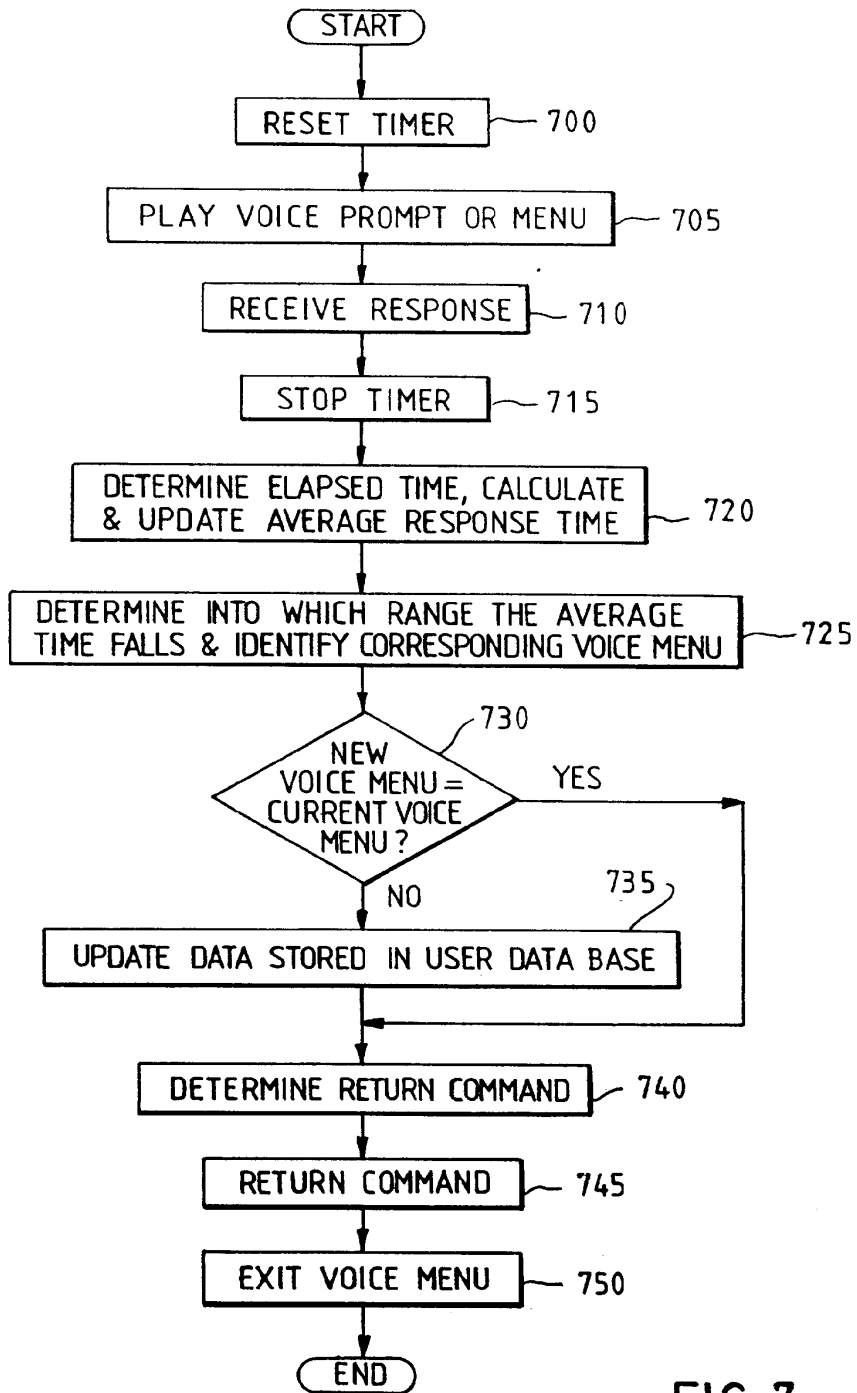 START
RESET TIMER
700
PLAY VOICE PROMPT OR MENU
705
RECEIVE RESPONSE
710
STOP TIMER
715
DETERMINE ELAPSED TIME, CALCULATE
& UPDATE AVERAGE RESPONSE TIME
720
DETERMINE INTO WHICH RANGE THE AVERAGE
TIME FALLS & IDENTIFY CORRESPONDING VOICE MENU
725
730
NEW
VOICE MENU =
CURRENT VOICE
MENU ?
YES
NO
735
UPDATE DATA STORED IN USER DATA BASE
DETERMINE RETURN COMMAND
740
RETURN COMMAND
745
EXIT VOICE MENU
750
END
FIG. 7